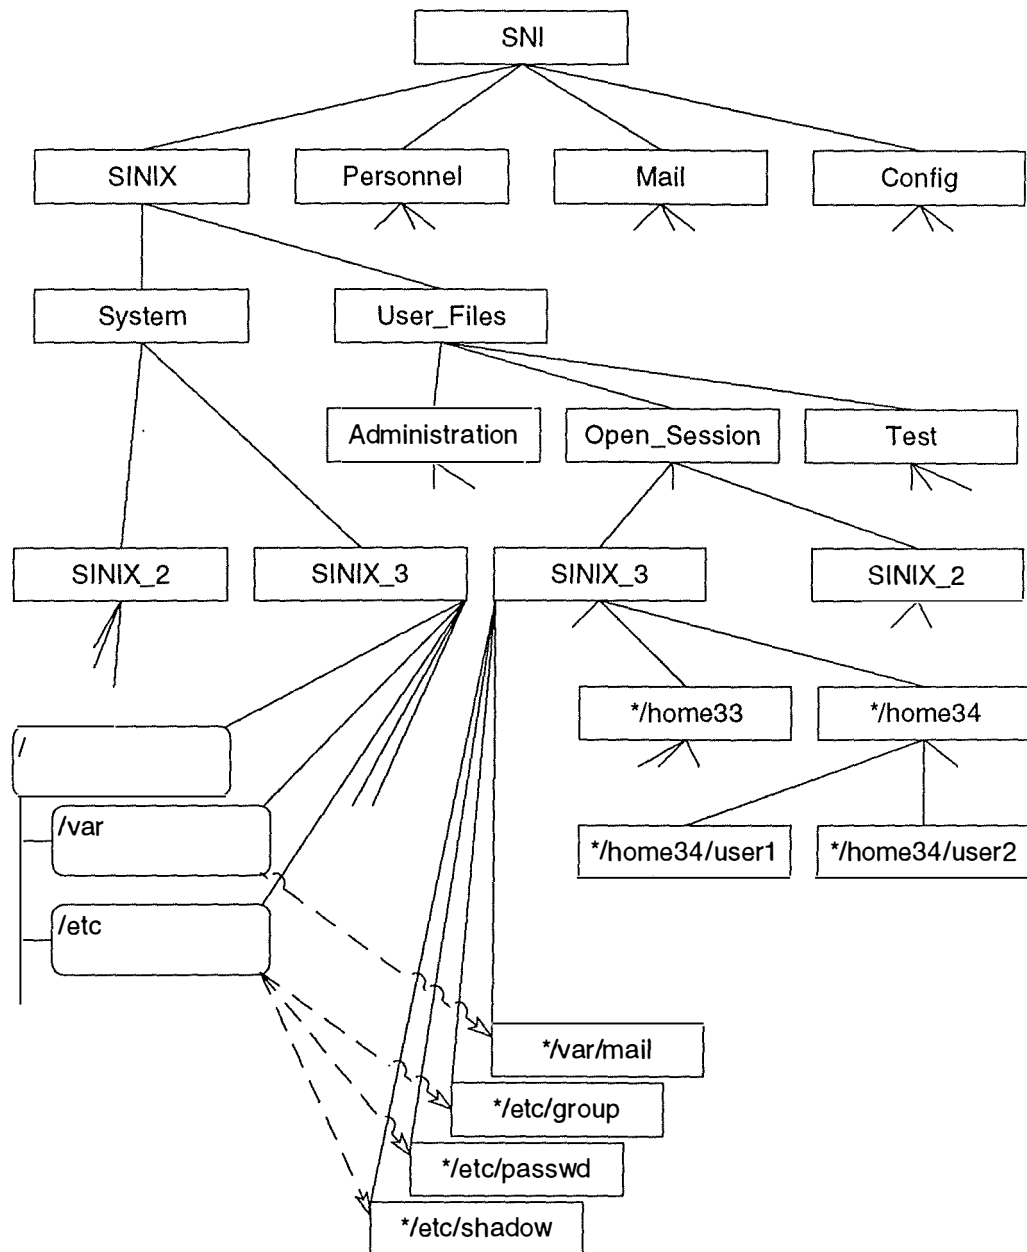 SNI
SINIX
Personnel
Mail
Config
System
User_Files
Administration
Open_Session
Test
SINIX_2
SINIX_3
SINIX_3
SINIX_2
*/home33
*/home34
/
/var
*/home34/user1
*/home34/user2
/etc
*/var/mail
*/etc/group
*/etc/passwd
*/etc/shadow